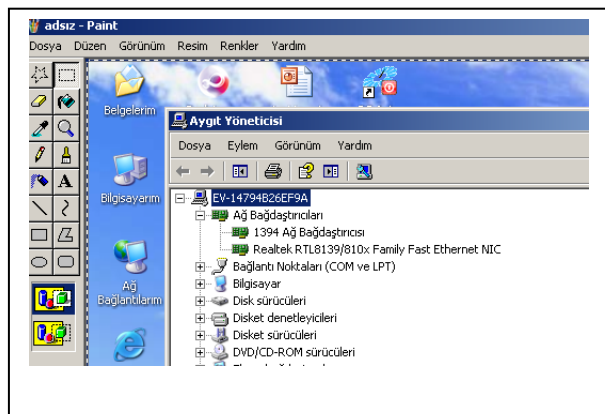 adsız - Paint
Dosya Düzen Görünüm Resim Renkler Yardım
Belgelerim
Aygıt Yöneticisi
Dosya Eylem Görünüm Yardım
Bilgisayarım
EV-14794B26EF9A
Ağ Bağdaştırıcıları
1394 Ağ Bağdaştırıcısı
Realtek RTL8139/810x Family Fast Ethernet NIC
Bağlantı Noktaları (COM ve LPT)
Bilgisayar
Disk sürücüleri
Disket denetleyicileri
Disket sürücüleri
DVD/CD-ROM sürücüleri
Ağ
Bağlantılarım